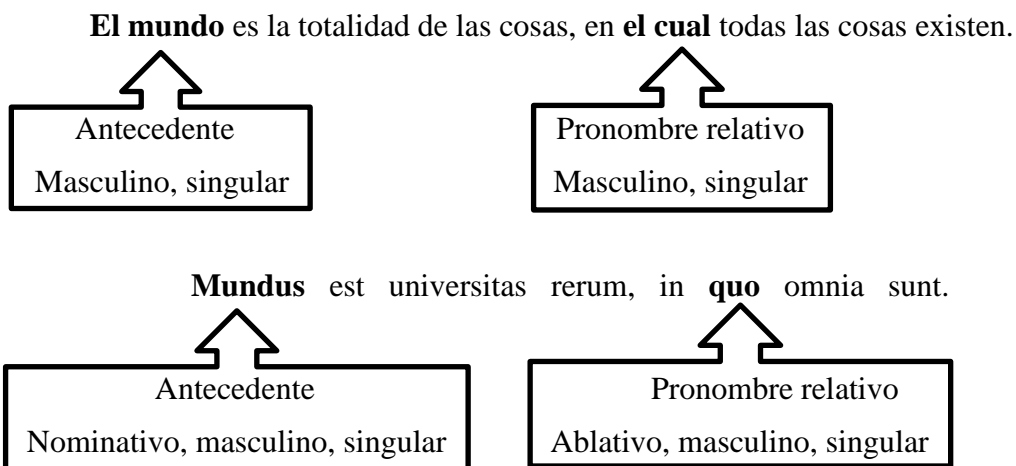 El mundo es la totalidad de las cosas, en el cual todas las cosas existen.
Antecedente
Masculino, singular
Pronombre relativo
Masculino, singular
Mundus est universitas rerum, in quo omnia sunt.
Antecedente
Nominativo, masculino, singular
Pronombre relativo
Ablativo, masculino, singular